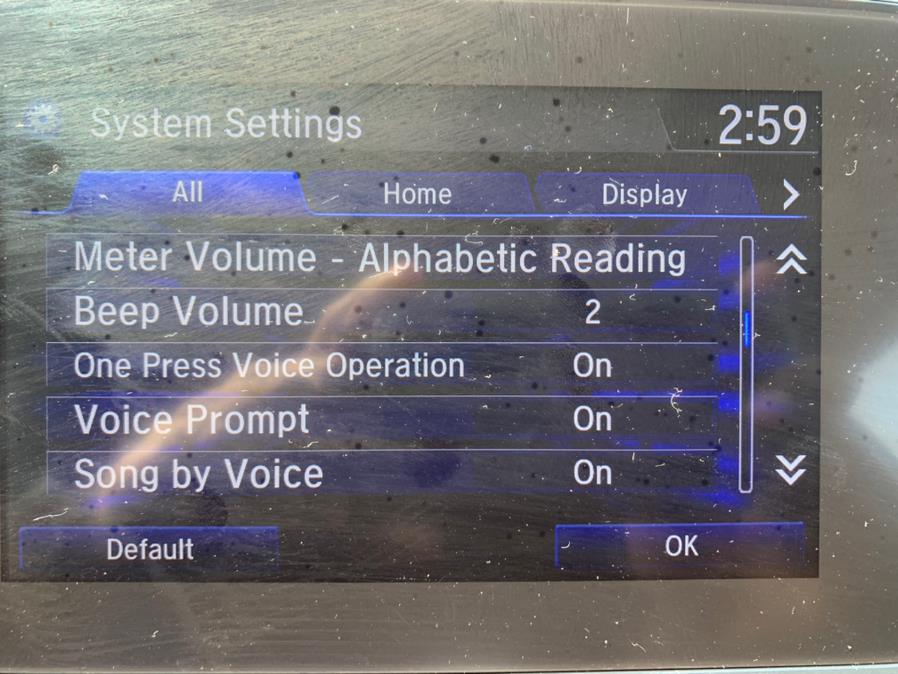 System Settings 2:59
All Home Display
Meter Volume - Alphabetic Reading
Beep Volume 2
One Press Voice Operation On
Voice Prompt On
Song by Voice On
Default OK